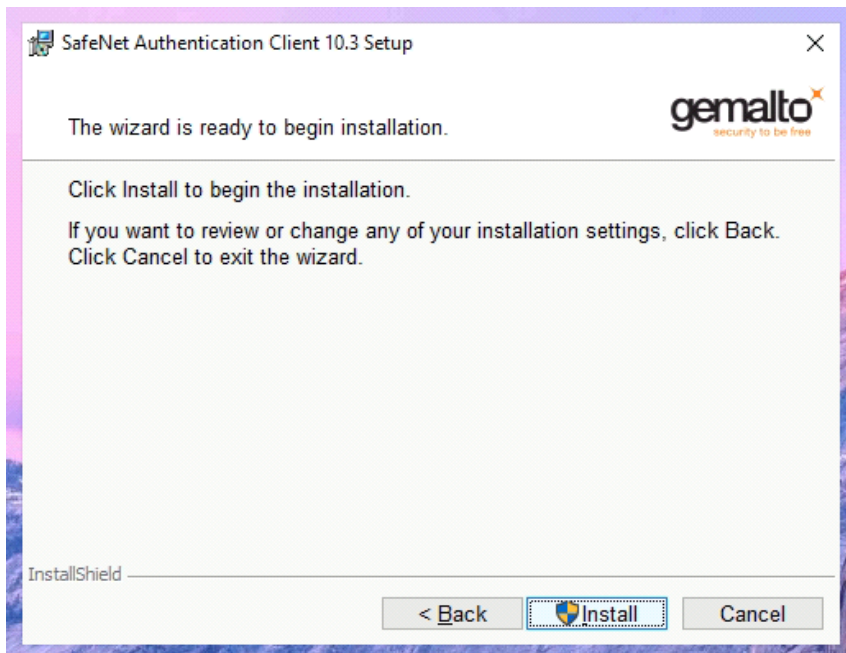 SafeNet Authentication Client 10.3 Setup
gemalto
security to be free
The wizard is ready to begin installation.
Click Install to begin the installation.
If you want to review or change any of your installation settings, click Back.
Click Cancel to exit the wizard.
InstallShield
< Back
Install
Cancel